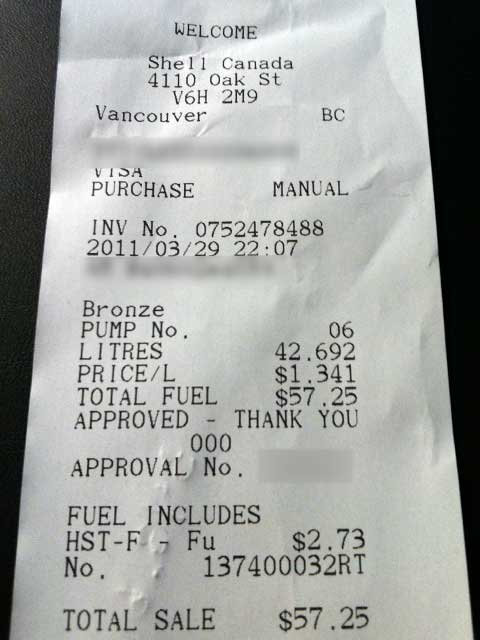 WELCOME
Shell Canada
4110 Oak St
V6H 2M9
Vancouver BC
VISA
PURCHASE MANUAL
INV No. 0752478488
2011/03/29 22:07
Bronze
PUMP No. 06
LITRES 42.692
PRICE/L $1.341
TOTAL FUEL $57.25
APPROVED - THANK YOU
000
APPROVAL No.
FUEL INCLUDES
HST-F - Fu $2.73
No. 137400032RT
TOTAL SALE $57.25